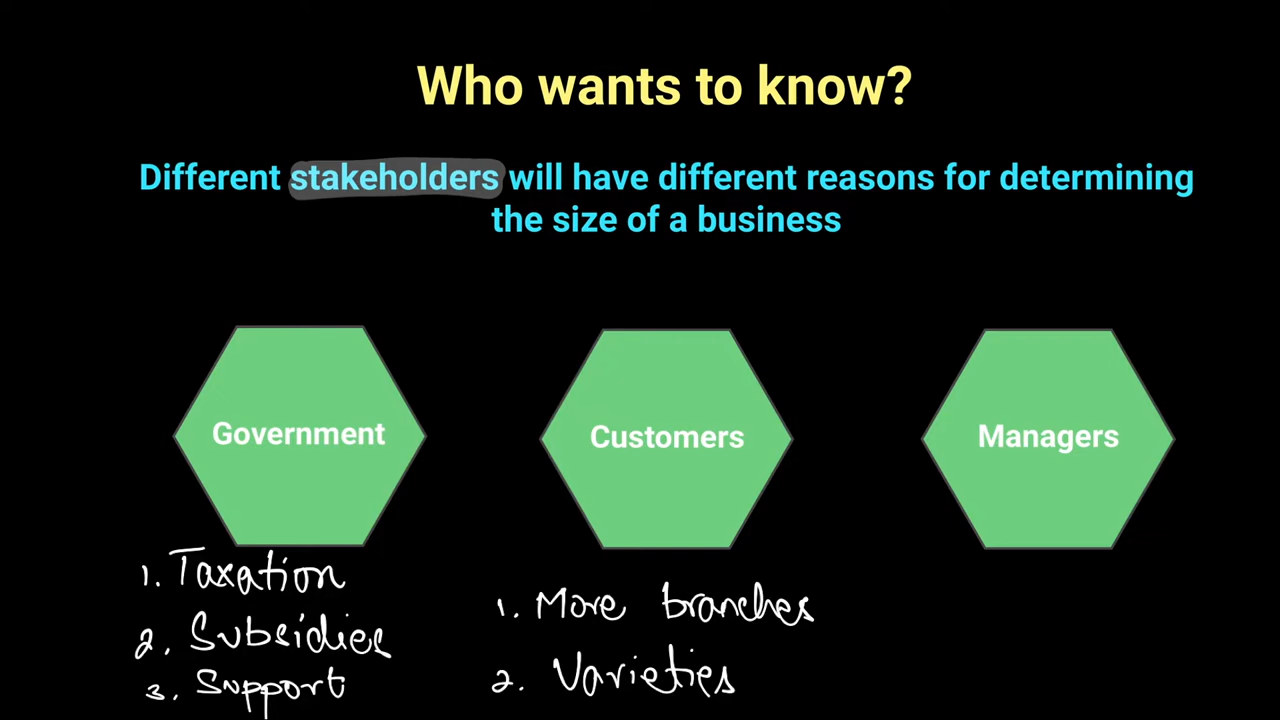 Who wants to know?
Different stakeholders will have different reasons for determining
the size of a business
Government
Customers
Managers
1. Taxation
2. Subsidies
3. Support
1. More branches
2. Varieties